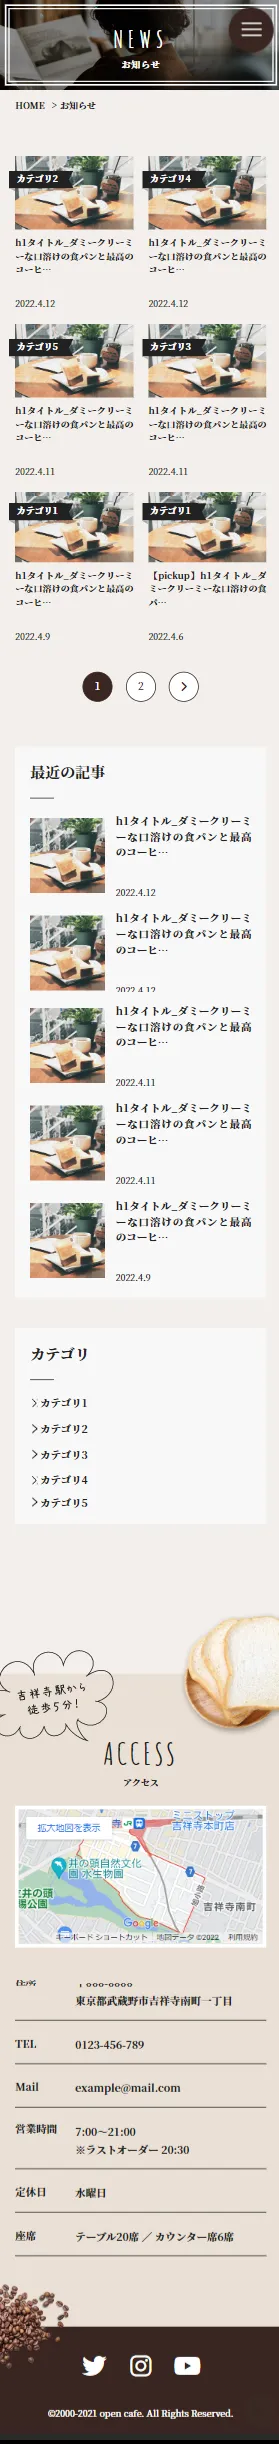 NEWS
お知らせ
HOME > お知らせ
カテゴリ2
h1タイトル_ダミークリーミ
ーな口溶けの食パンと最高の
コーヒ…
2022.4.12
カテゴリ4
h1タイトル_ダミークリーミ
ーな口溶けの食パンと最高の
コーヒ…
2022.4.12
カテゴリ5
h1タイトル_ダミークリーミ
ーな口溶けの食パンと最高の
コーヒ…
2022.4.11
カテゴリ3
h1タイトル_ダミークリーミ
ーな口溶けの食パンと最高の
コーヒ…
2022.4.11
カテゴリ1
h1タイトル_ダミークリーミ
ーな口溶けの食パンと最高の
コーヒ…
2022.4.9
カテゴリ1
【pickup】h1タイトル_ダ
ミークリーミーな口溶けの食
パ…
2022.4.6
1
2
最近の記事
h1タイトル_ダミークリーミ
ーな口溶けの食パンと最高
のコーヒ…
2022.4.12
h1タイトル_ダミークリーミ
ーな口溶けの食パンと最高
のコーヒ…
2022.4.12
h1タイトル_ダミークリーミ
ーな口溶けの食パンと最高
のコーヒ…
2022.4.11
h1タイトル_ダミークリーミ
ーな口溶けの食パンと最高
のコーヒ…
2022.4.11
h1タイトル_ダミークリーミ
ーな口溶けの食パンと最高
のコーヒ…
2022.4.9
カテゴリ
カテゴリ1
カテゴリ2
カテゴリ3
カテゴリ4
カテゴリ5
吉祥寺駅から
徒歩5分!
ACCESS
アクセス
拡大地図を表示
ミニストップ
吉祥寺本町店
井の頭自然文化
園 水生物園
吉祥寺南町
Google
キーボード ショートカット 地図データ ©2022 利用規約
東京都武蔵野市吉祥寺南町一丁目
TEL 0123-456-789
Mail example@mail.com
営業時間 7:00〜21:00
※ラストオーダー 20:30
定休日 水曜日
座席 テーブル20席 ／ カウンター席6席
©2000-2021 open cafe. All Rights Reserved.